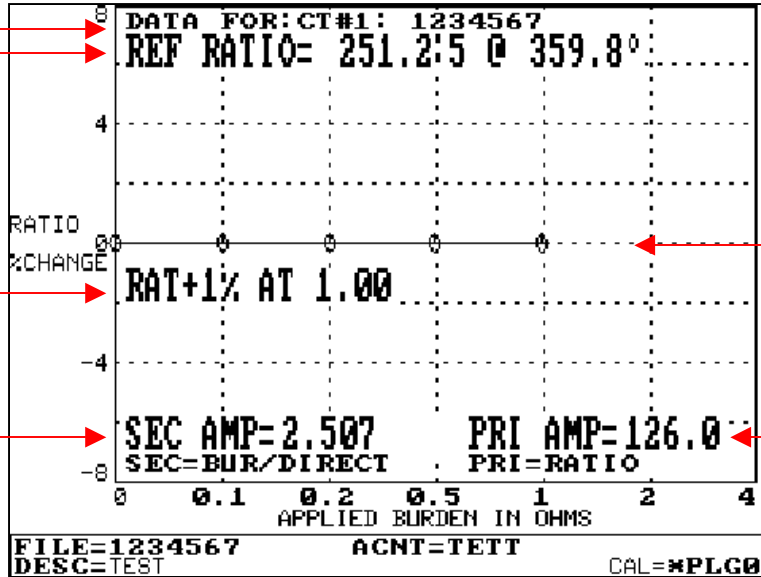 8
DATA FOR:CT#1: 1234567
REF RATIO= 251.2:5 @ 359.8°
4
RATIO
0
%CHANGE
RAT+1% AT 1.00
-4
SEC AMP=2.507 PRI AMP=126.0
SEC=BUR/DIRECT PRI=RATIO
-8
0 0.1 0.2 0.5 1 2 4
APPLIED BURDEN IN OHMS
FILE=1234567 ACNT=TETT
DESC=TEST CAL=*PLG0